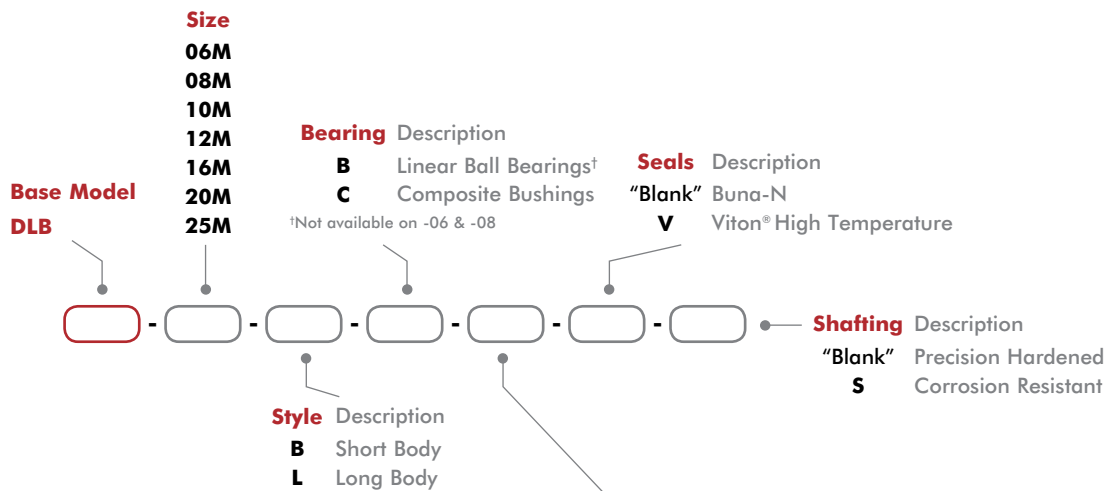 Size
06M
08M
10M
12M
16M
20M
25M
Base Model
DLB
Bearing Description
B Linear Ball Bearings†
C Composite Bushings
†Not available on -06 & -08
Seals Description
“Blank” Buna-N
V Viton® High Temperature
- - - - - -
Shafting Description
“Blank” Precision Hardened
S Corrosion Resistant
Style Description
B Short Body
L Long Body